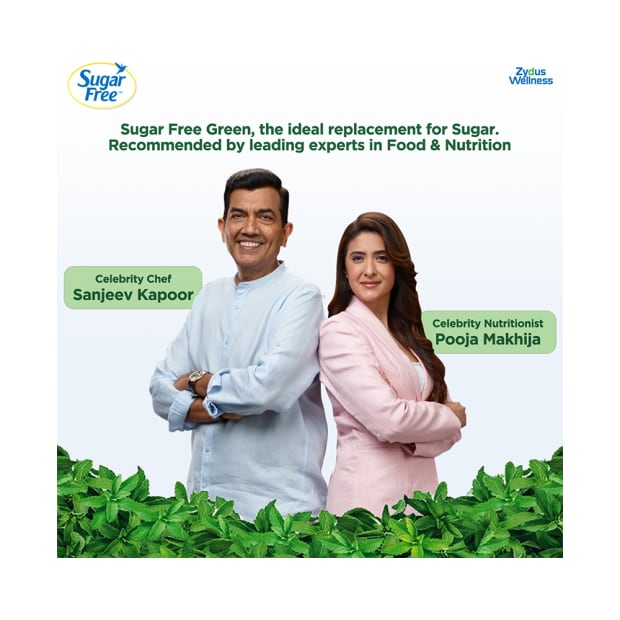 Sugar
Free™
Zydus
Wellness
Sugar Free Green, the ideal replacement for Sugar.
Recommended by leading experts in Food & Nutrition
Celebrity Chef
Sanjeev Kapoor
Celebrity Nutritionist
Pooja Makhija